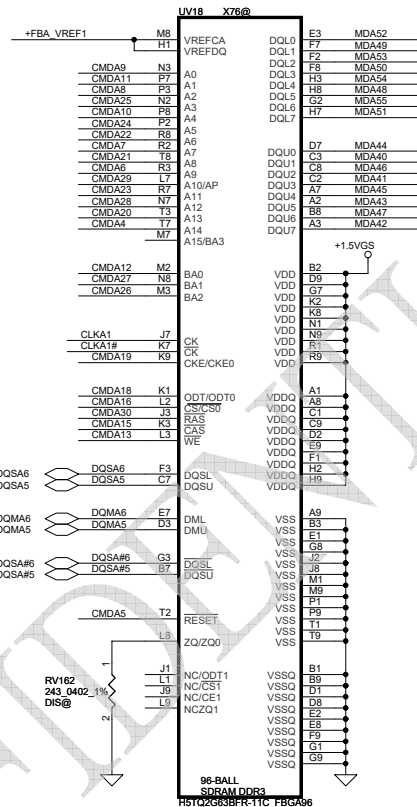 UV18 X76@
+FBA_VREF1 M8 VREFCA DQL0 E3 MDA52
H1 VREFDQ DQL1 F7 MDA49
DQL2 F2 MDA53
CMDA9 N3 A0 DQL3 F8 MDA50
CMDA11 P7 A1 DQL4 H3 MDA54
CMDA8 P3 A2 DQL5 H8 MDA48
CMDA25 N2 A3 DQL6 G2 MDA55
CMDA10 P8 A4 DQL7 H7 MDA51
CMDA24 P2 A5
CMDA22 R8 A6
CMDA7 R2 A7 DQU0 D7 MDA44
CMDA21 T8 A8 DQU1 C3 MDA40
CMDA6 R3 A9 DQU2 C8 MDA46
CMDA29 L7 A10/AP DQU3 C2 MDA41
CMDA23 R7 A11 DQU4 A7 MDA45
CMDA28 N7 A12 DQU5 A2 MDA43
CMDA20 T3 A13 DQU6 B8 MDA47
CMDA4 T7 A14 DQU7 A3 MDA42
M7 A15/BA3
+1.5VGS
CMDA12 M2 BA0 VDD B2
CMDA27 N8 BA1 VDD D9
CMDA26 M3 BA2 VDD G7
VDD K2
VDD K8
VDD N1
CLKA1 J7 CK VDD N9
CLKA1# K7 CK VDD R1
CMDA19 K9 CKE/CKE0 VDD R9
CMDA18 K1 ODT/ODT0 VDDQ A1
CMDA16 L2 CS/CS0 VDDQ A8
CMDA30 J3 RAS VDDQ C1
CMDA15 K3 CAS VDDQ C9
CMDA13 L3 WE VDDQ D2
VDDQ E9
VDDQ F1
DQSA6 DQSA6 F3 DQSL VDDQ H2
DQSA5 DQSA5 C7 DQSU VDDQ H9
DQMA6 DQMA6 E7 DML VSS A9
DQMA5 DQMA5 D3 DMU VSS B3
VSS E1
VSS G8
DQSA#6 DQSA#6 G3 DQSL VSS J2
DQSA#5 DQSA#5 B7 DQSU VSS J8
VSS M1
VSS M9
VSS P1
CMDA5 T2 RESET VSS P9
VSS T1
L8 ZQ/ZQ0 VSS T9
1
J1 NC/ODT1 VSSQ B1
RV162 L1 NC/CS1 VSSQ B9
243_0402_1% J9 NC/CE1 VSSQ D1
DIS@ L9 NCZQ1 VSSQ D8
2 VSSQ E2
VSSQ E8
VSSQ F9
VSSQ G1
VSSQ G9
96-BALL
SDRAM DDR3
H5TQ2G63BFR-11C FBGA96